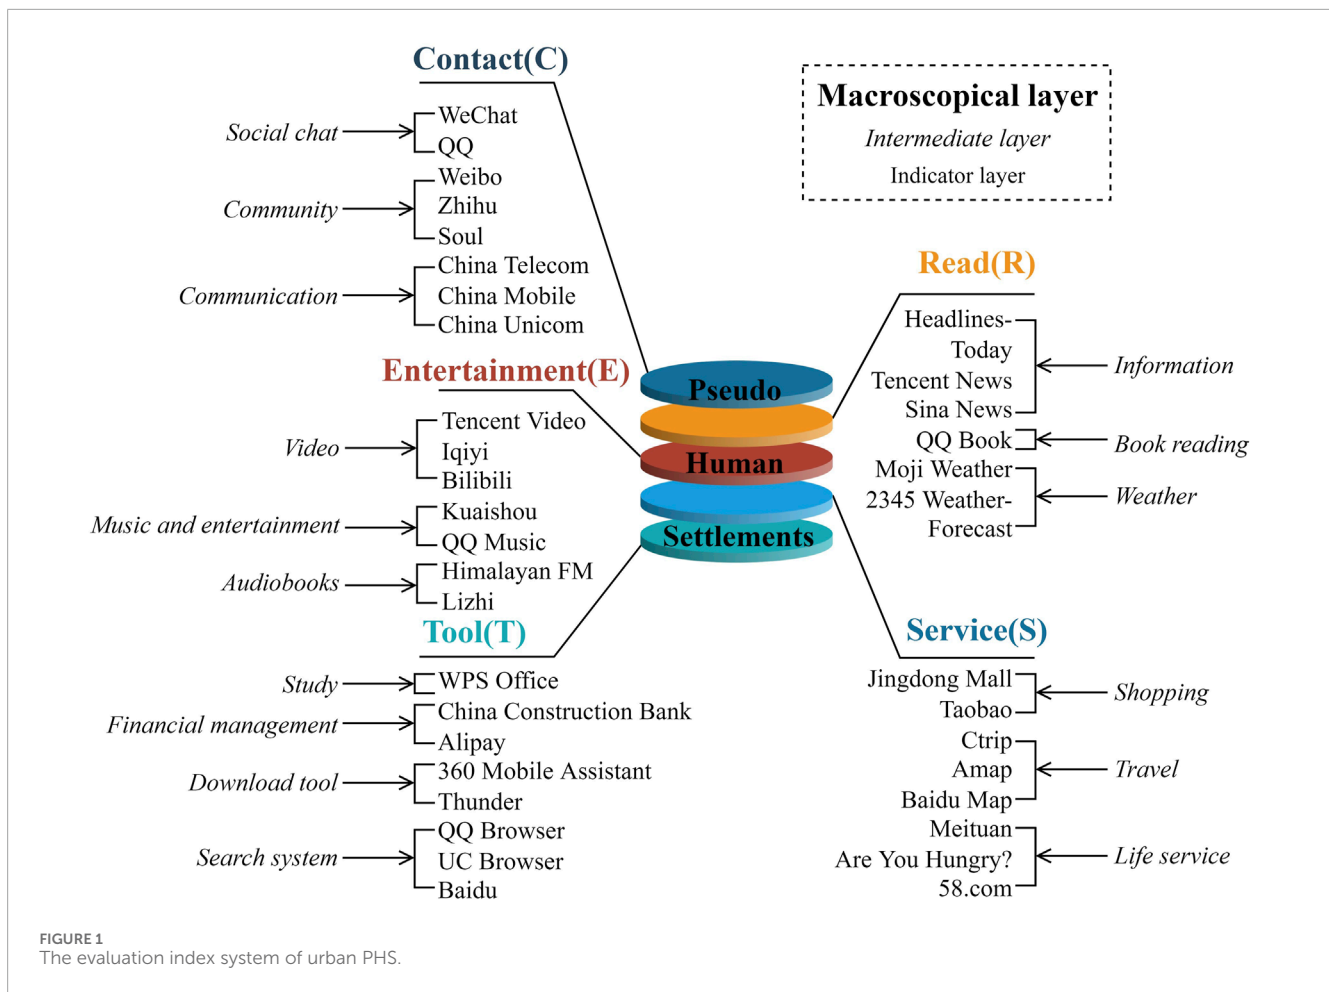 Contact(C)
Social chat
WeChat
QQ
Community
Weibo
Zhihu
Soul
Communication
China Telecom
China Mobile
China Unicom
Entertainment(E)
Video
Tencent Video
Iqiyi
Bilibili
Music and entertainment
Kuaishou
QQ Music
Audiobooks
Himalayan FM
Lizhi
Tool(T)
Study
WPS Office
Financial management
China Construction Bank
Alipay
Download tool
360 Mobile Assistant
Thunder
Search system
QQ Browser
UC Browser
Baidu
Pseudo
Human
Settlements
Macroscopical layer
Intermediate layer
Indicator layer
Read(R)
Headlines-
Today
Tencent News
Sina News
Information
QQ Book
Book reading
Moji Weather
2345 Weather-
Forecast
Weather
Service(S)
Jingdong Mall
Taobao
Shopping
Ctrip
Amap
Baidu Map
Travel
Meituan
Are You Hungry?
58.com
Life service
FIGURE 1
The evaluation index system of urban PHS.